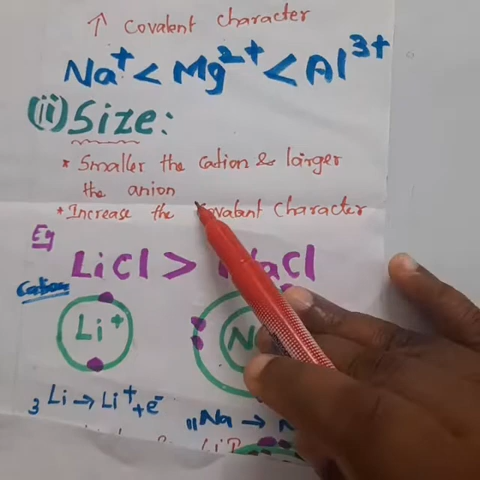 ↑ Covalent character
Na⁺ < Mg²⁺ < Al³⁺
(ii) Size:
* Smaller the cation & larger
the anion
* Increase the Covalent Character
Eg
LiCl > NaCl
Cation
Li⁺
₃Li → Li⁺ + e⁻
₁₁Na →